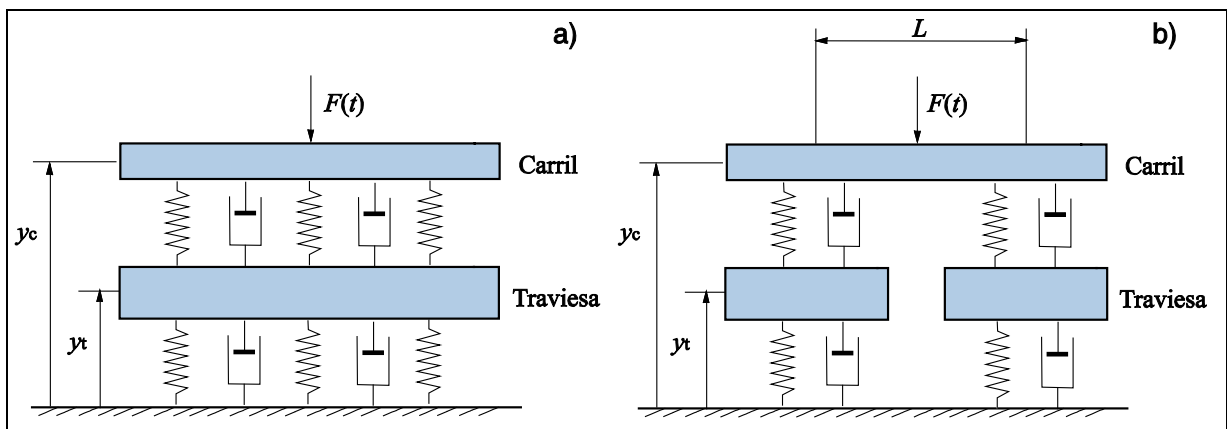 a)
F(t)
Carril
yc
Traviesa
yt
b)
L
F(t)
Carril
yc
Traviesa
yt